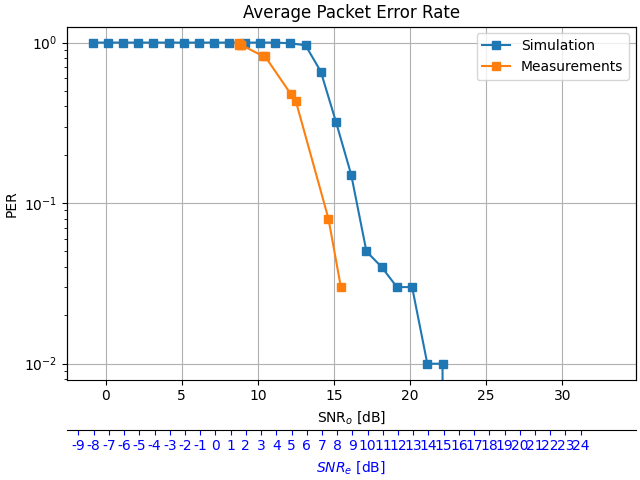 Average Packet Error Rate
Simulation
Measurements
PER
10⁰
10⁻¹
10⁻²
0 5 10 15 20 25 30
SNRₒ [dB]
-9 -8 -7 -6 -5 -4 -3 -2 -1 0 1 2 3 4 5 6 7 8 9 10 11 12 13 14 15 16 17 18 19 20 21 22 23 24
SNRₑ [dB]